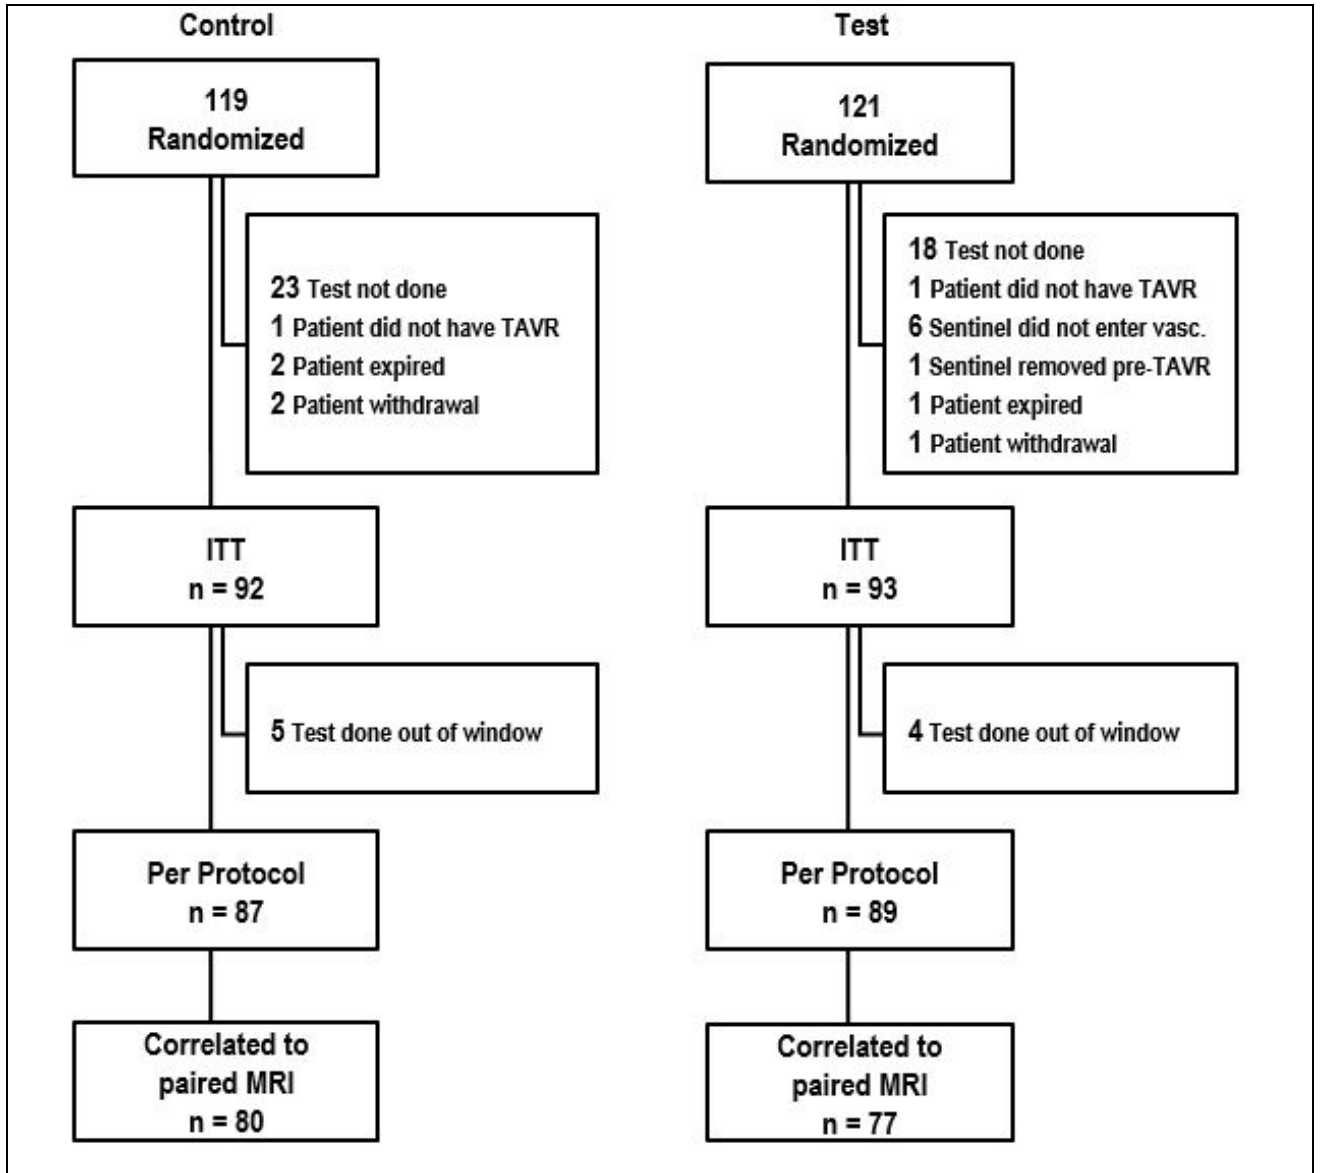 Control
119
Randomized
23 Test not done
1 Patient did not have TAVR
2 Patient expired
2 Patient withdrawal
ITT
n = 92
5 Test done out of window
Per Protocol
n = 87
Correlated to
paired MRI
n = 80
Test
121
Randomized
18 Test not done
1 Patient did not have TAVR
6 Sentinel did not enter vasc.
1 Sentinel removed pre-TAVR
1 Patient expired
1 Patient withdrawal
ITT
n = 93
4 Test done out of window
Per Protocol
n = 89
Correlated to
paired MRI
n = 77